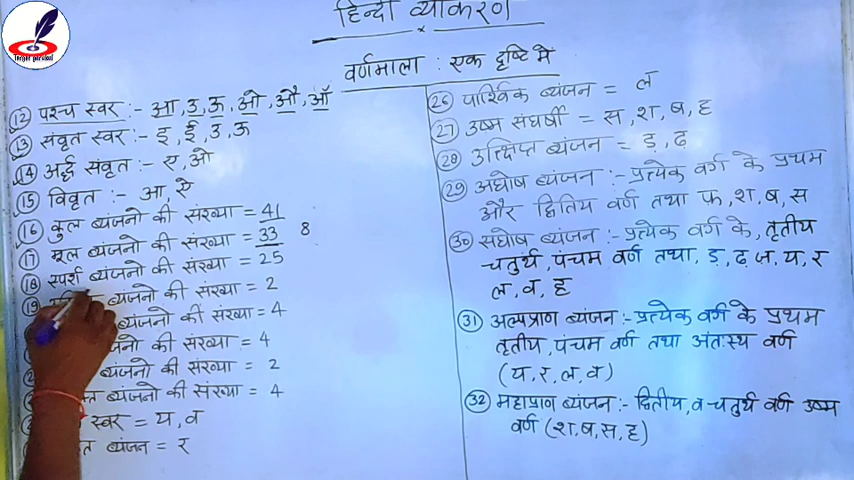 हिन्दी व्याकरण
वर्णमाला : एक दृष्टि में
(12) पश्च स्वर :- आ, उ, ऊ, ओ, औ, ऑ
(13) संवृत स्वर :- इ, ई, उ, ऊ
(14) अर्द्ध संवृत :- ए, ओ
(15) विवृत :- आ, ऐ
(16) कुल व्यंजनो की संख्या = 41
(17) मूल व्यंजनो की संख्या = 33 8
(18) स्पर्श व्यंजनो की संख्या = 25
(19) व्यंजनो की संख्या = 2
व्यंजनो की संख्या = 4
जनो की संख्या = 4
व्यंजनो की संख्या = 2
व्यंजनो की संख्या = 4
स्वर = य, व
व्यंजन = र
(26) पार्श्विक व्यंजन = ल
(27) उष्म संघर्षी = स, श, ष, ह
(28) उत्क्षिप्त व्यंजन = ड़, ढ़
(29) अघोष व्यंजन :- प्रत्येक वर्ग के प्रथम
और द्वितिय वर्ण तथा फ, श, ष, स
(30) सघोष व्यंजन :- प्रत्येक वर्ग के, तृतीय
चतुर्थ, पंचम वर्ण तथा, ड़, ढ़ ज़, य, र
ल, व, ह
(31) अल्पप्राण व्यंजन :- प्रत्येक वर्ग के प्रथम
तृतीय, पंचम वर्ण तथा अंतःस्थ वर्ण
(य, र, ल, व)
(32) महाप्राण व्यंजन :- द्वितीय, व चतुर्थ वर्ण उष्म
वर्ण (श, ष, स, ह)